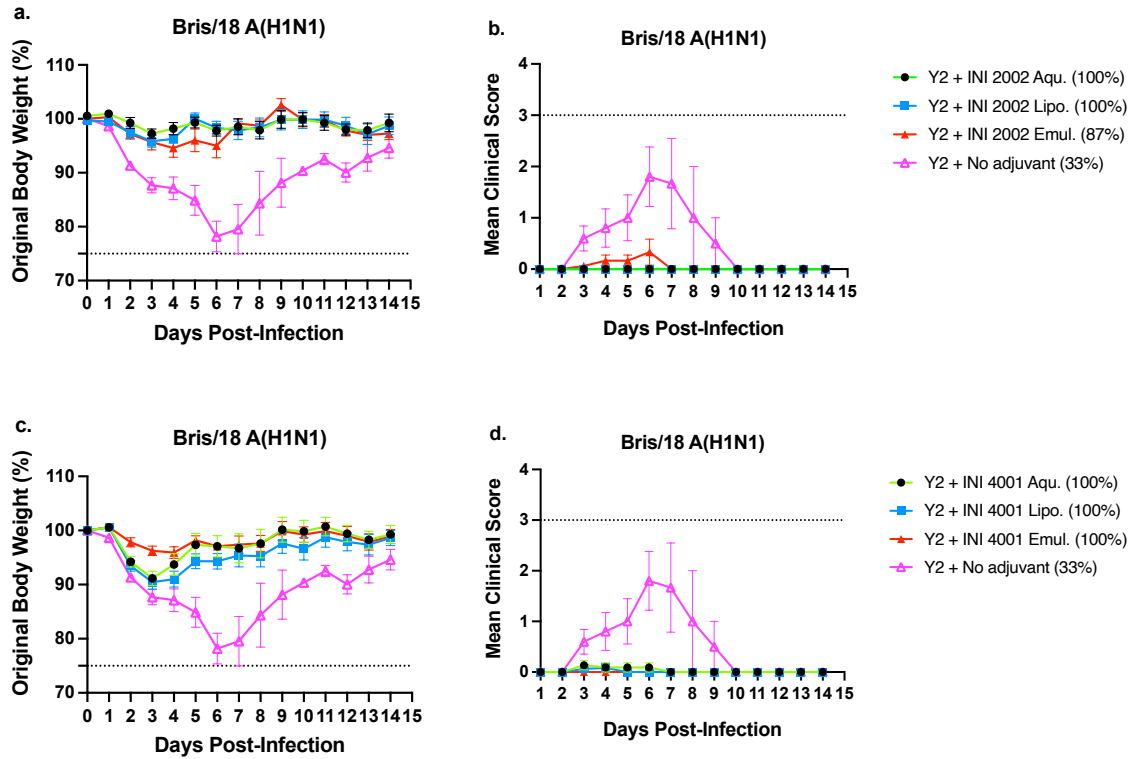 a.
Bris/18 A(H1N1)
Original Body Weight (%)
110
100
90
80
70
0 1 2 3 4 5 6 7 8 9 10 11 12 13 14 15
Days Post-Infection
b.
Bris/18 A(H1N1)
Mean Clinical Score
4
3
2
1
0
1 2 3 4 5 6 7 8 9 10 11 12 13 14 15
Days Post-Infection
Y2 + INI 2002 Aqu. (100%)
Y2 + INI 2002 Lipo. (100%)
Y2 + INI 2002 Emul. (87%)
Y2 + No adjuvant (33%)
c.
Bris/18 A(H1N1)
Original Body Weight (%)
110
100
90
80
70
0 1 2 3 4 5 6 7 8 9 10 11 12 13 14 15
Days Post-Infection
d.
Bris/18 A(H1N1)
Mean Clinical Score
4
3
2
1
0
1 2 3 4 5 6 7 8 9 10 11 12 13 14 15
Days Post-Infection
Y2 + INI 4001 Aqu. (100%)
Y2 + INI 4001 Lipo. (100%)
Y2 + INI 4001 Emul. (100%)
Y2 + No adjuvant (33%)